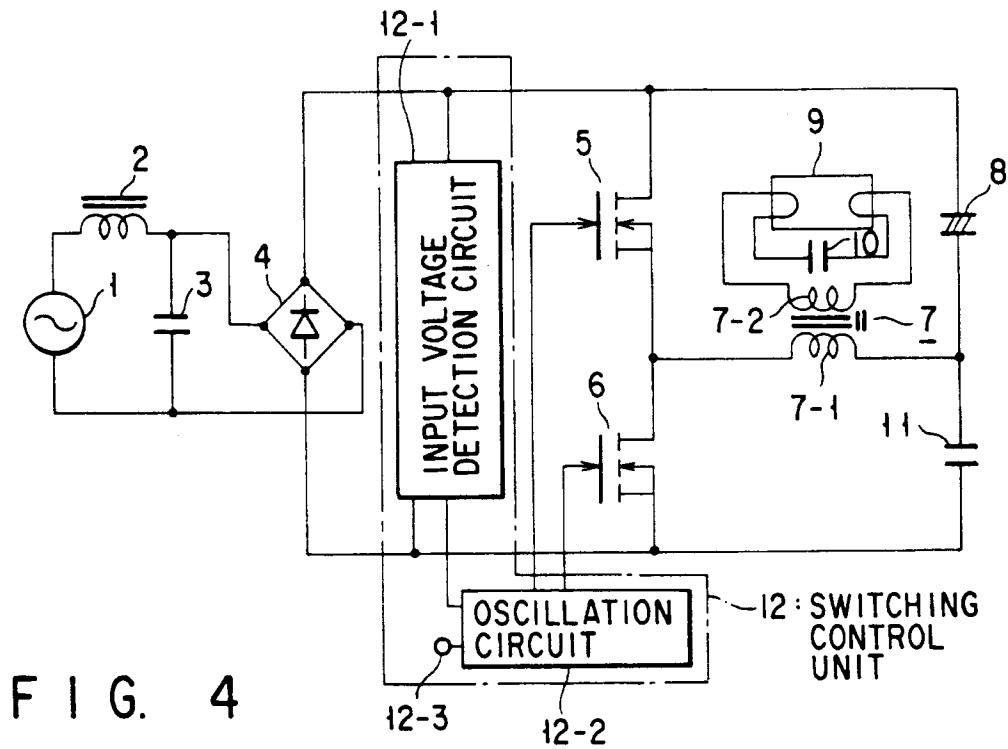 12-1
2
1
3
4
INPUT VOLTAGE
DETECTION CIRCUIT
5
9
8
10
7-2
7
7-1
6
11
OSCILLATION
CIRCUIT
12 : SWITCHING
CONTROL
UNIT
12-3
12-2
FIG. 4